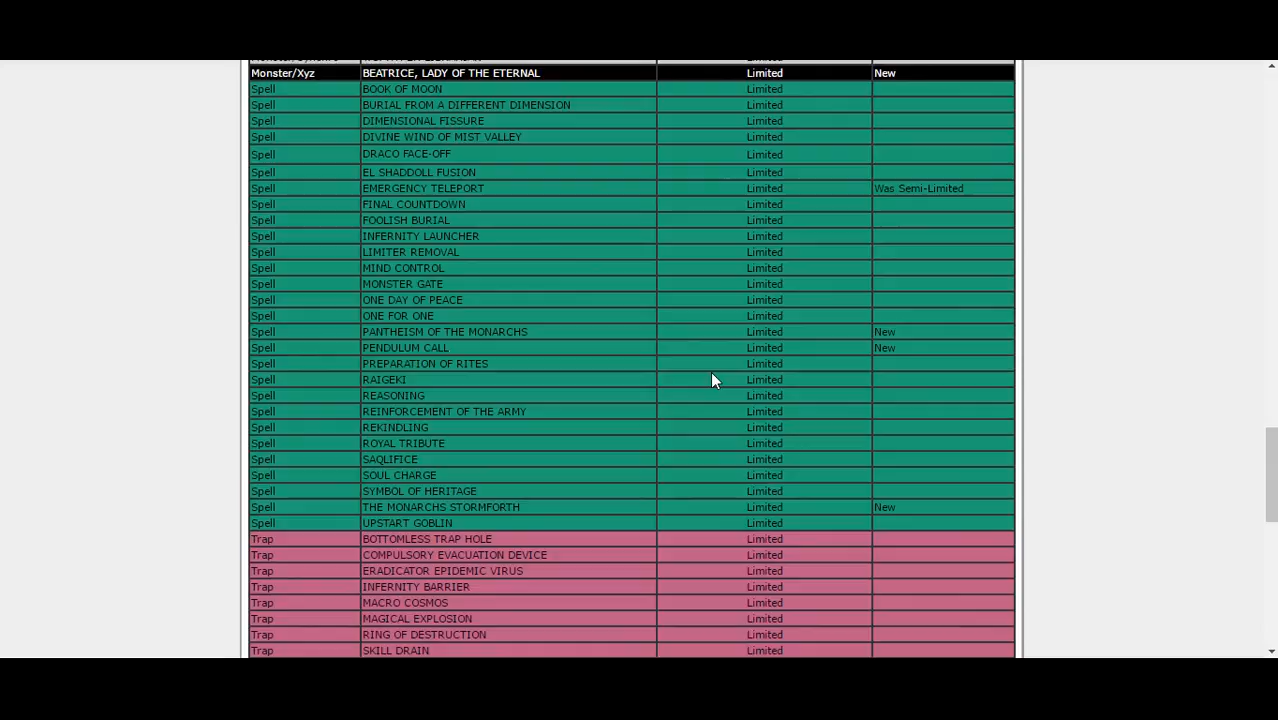 Monster/Xyz BEATRICE, LADY OF THE ETERNAL Limited New
Spell BOOK OF MOON Limited
Spell BURIAL FROM A DIFFERENT DIMENSION Limited
Spell DIMENSIONAL FISSURE Limited
Spell DIVINE WIND OF MIST VALLEY Limited
Spell DRACO FACE-OFF Limited
Spell EL SHADDOLL FUSION Limited
Spell EMERGENCY TELEPORT Limited Was Semi-Limited
Spell FINAL COUNTDOWN Limited
Spell FOOLISH BURIAL Limited
Spell INFERNITY LAUNCHER Limited
Spell LIMITER REMOVAL Limited
Spell MIND CONTROL Limited
Spell MONSTER GATE Limited
Spell ONE DAY OF PEACE Limited
Spell ONE FOR ONE Limited
Spell PANTHEISM OF THE MONARCHS Limited New
Spell PENDULUM CALL Limited New
Spell PREPARATION OF RITES Limited
Spell RAIGEKI Limited
Spell REASONING Limited
Spell REINFORCEMENT OF THE ARMY Limited
Spell REKINDLING Limited
Spell ROYAL TRIBUTE Limited
Spell SAQLIFICE Limited
Spell SOUL CHARGE Limited
Spell SYMBOL OF HERITAGE Limited
Spell THE MONARCHS STORMFORTH Limited New
Spell UPSTART GOBLIN Limited
Trap BOTTOMLESS TRAP HOLE Limited
Trap COMPULSORY EVACUATION DEVICE Limited
Trap ERADICATOR EPIDEMIC VIRUS Limited
Trap INFERNITY BARRIER Limited
Trap MACRO COSMOS Limited
Trap MAGICAL EXPLOSION Limited
Trap RING OF DESTRUCTION Limited
Trap SKILL DRAIN Limited